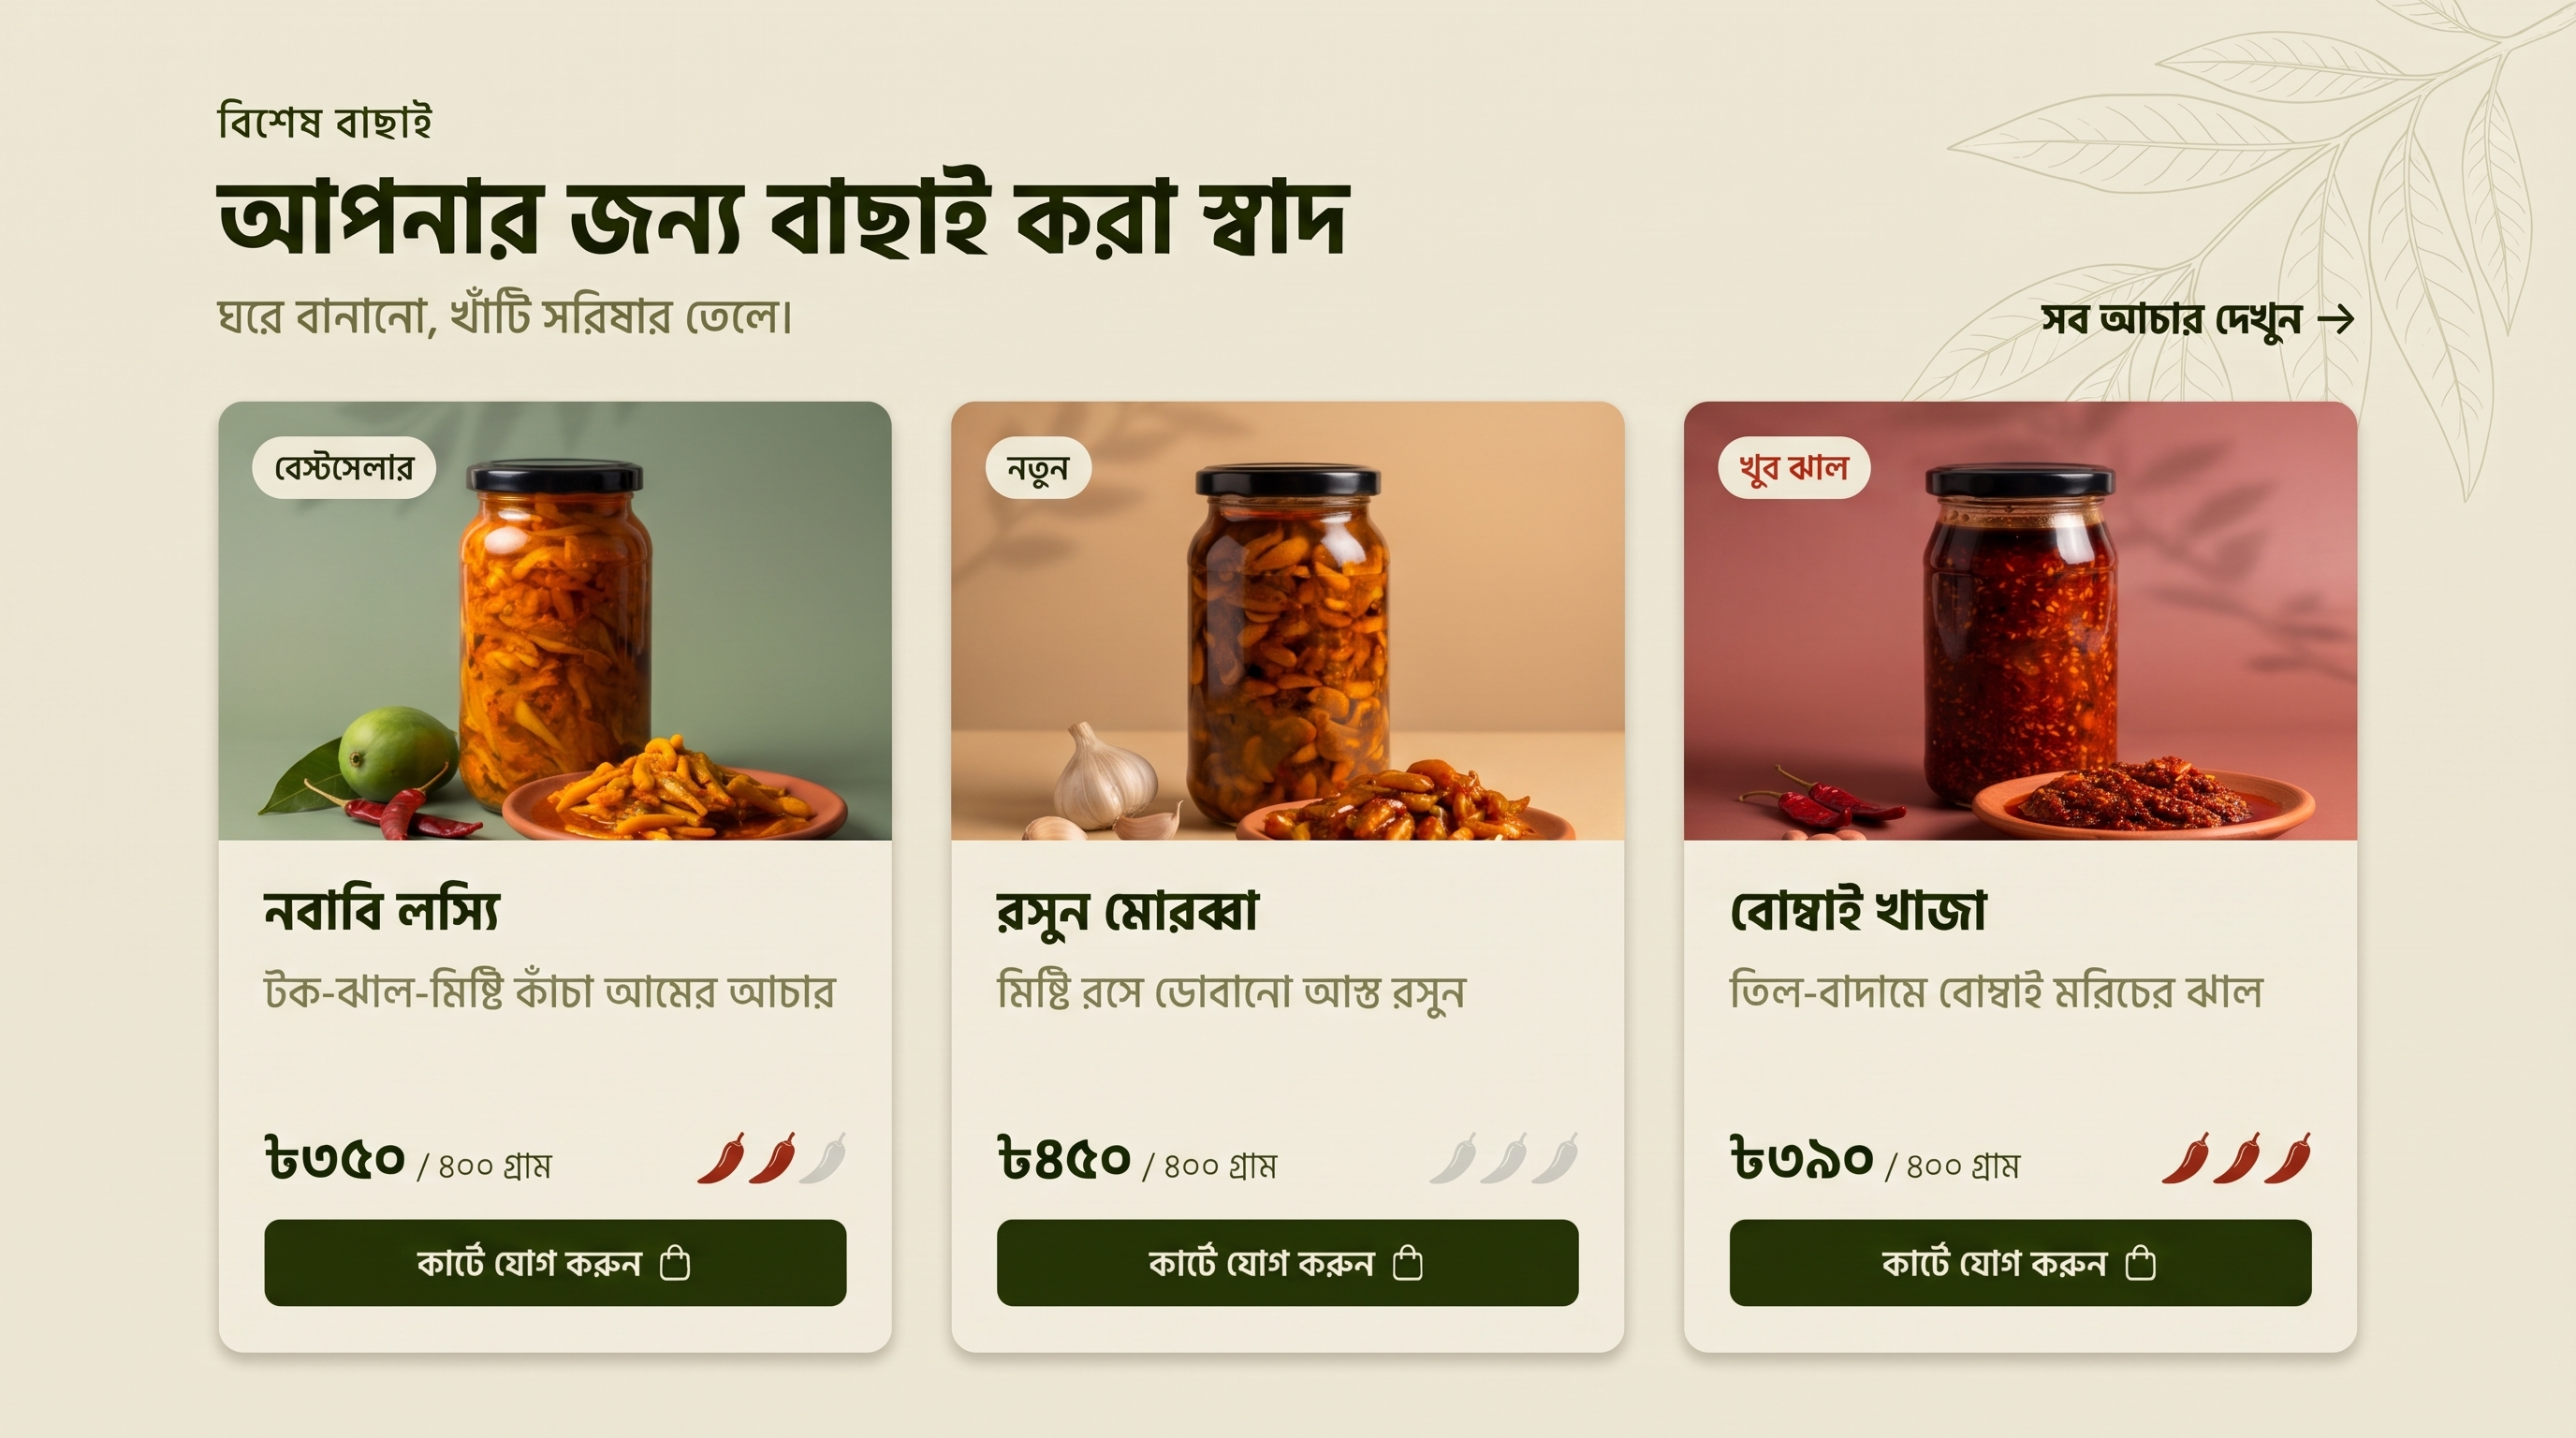 বিশেষ বাছাই
আপনার জন্য বাছাই করা স্বাদ
ঘরে বানানো, খাঁটি সরিষার তেলে।
সব আচার দেখুন →
বেস্টসেলার
নবাবি লস্যি
টক-ঝাল-মিষ্টি কাঁচা আমের আচার
৳৩৫০ / ৪০০ গ্রাম
কার্টে যোগ করুন
নতুন
রসুন মোরব্বা
মিষ্টি রসে ডোবানো আস্ত রসুন
৳৪৫০ / ৪০০ গ্রাম
কার্টে যোগ করুন
খুব ঝাল
বোম্বাই খাজা
তিল-বাদামে বোম্বাই মরিচের ঝাল
৳৩৯০ / ৪০০ গ্রাম
কার্টে যোগ করুন